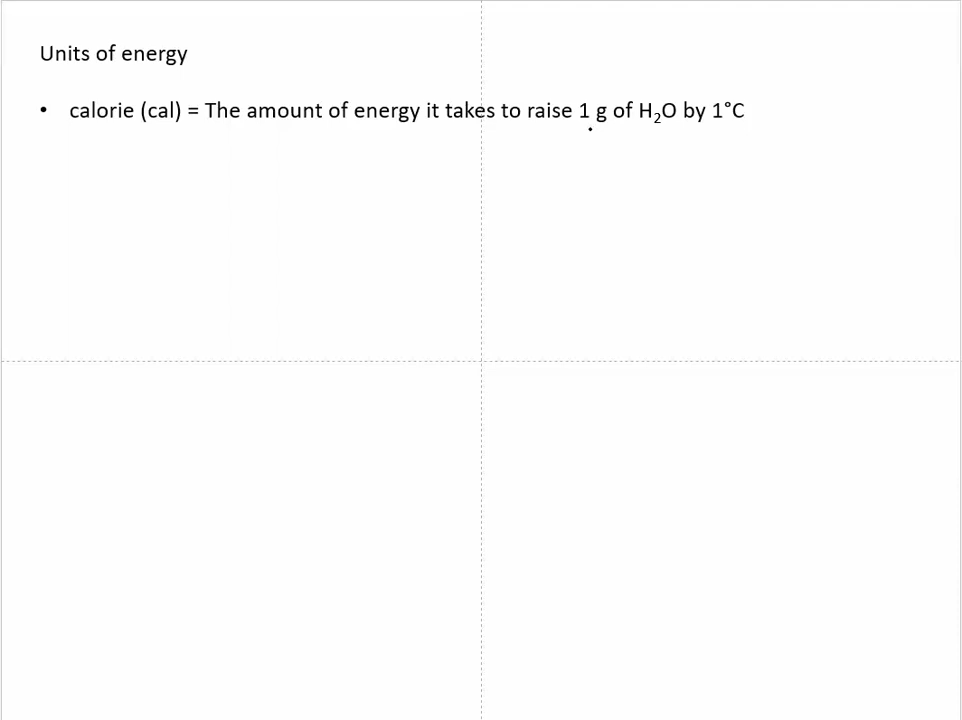 Units of energy
• calorie (cal) = The amount of energy it takes to raise 1 g of H₂O by 1°C